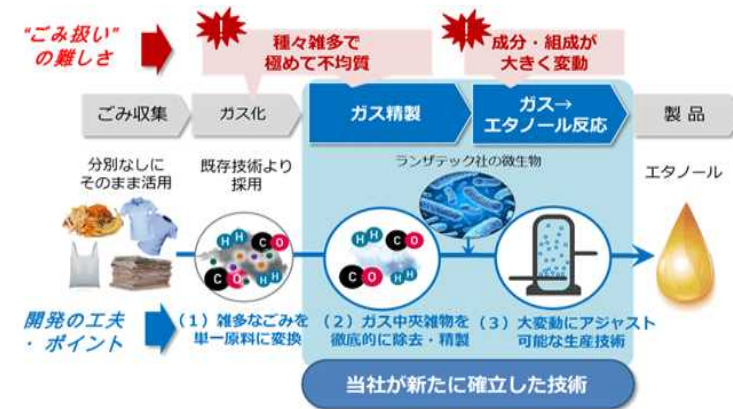 “ごみ扱い”
の難しさ
種々雑多で
極めて不均質
成分・組成が
大きく変動
ごみ収集
ガス化
ガス精製
ガス→
エタノール反応
製品
分別なしに
そのまま活用
既存技術より
採用
ランザテック社の微生物
エタノール
H H C O
C O H H
H H C O
C O H H
開発の工夫
・ポイント
（1）雑多なごみを
単一原料に変換
（2）ガス中夾雑物を
徹底的に除去・精製
（3）大変動にアジャスト
可能な生産技術
当社が新たに確立した技術